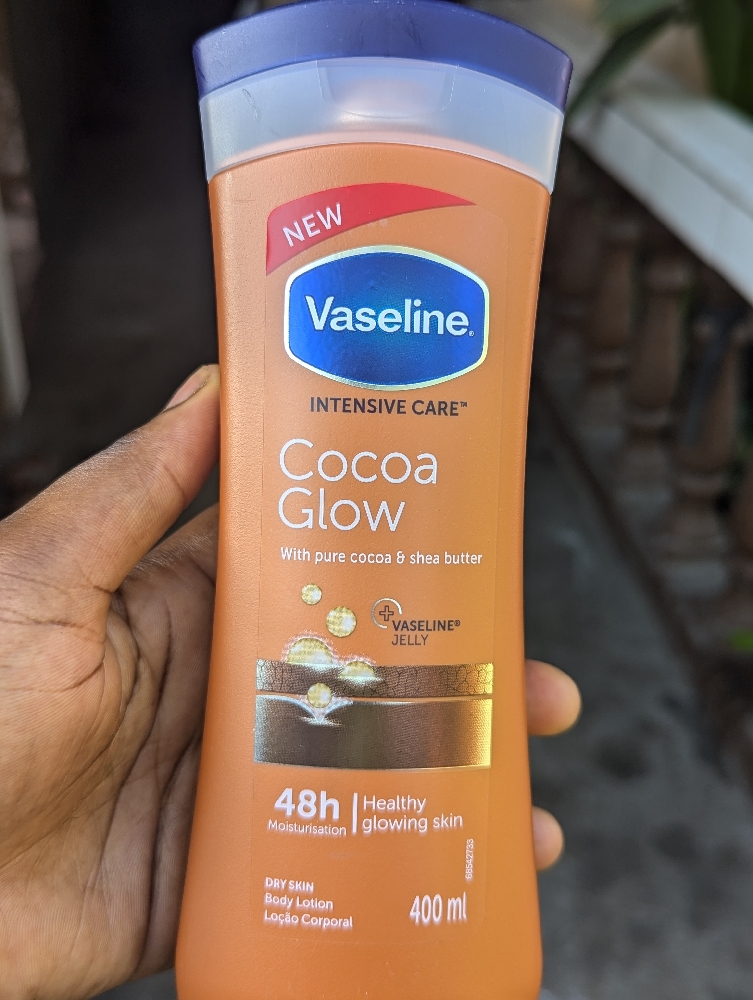 NEW
Vaseline®
INTENSIVE CARE™
Cocoa
Glow
With pure cocoa & shea butter
VASELINE®
JELLY
48h
Moisturisation
Healthy
glowing skin
68542733
DRY SKIN
Body Lotion
Loção Corporal
400 ml